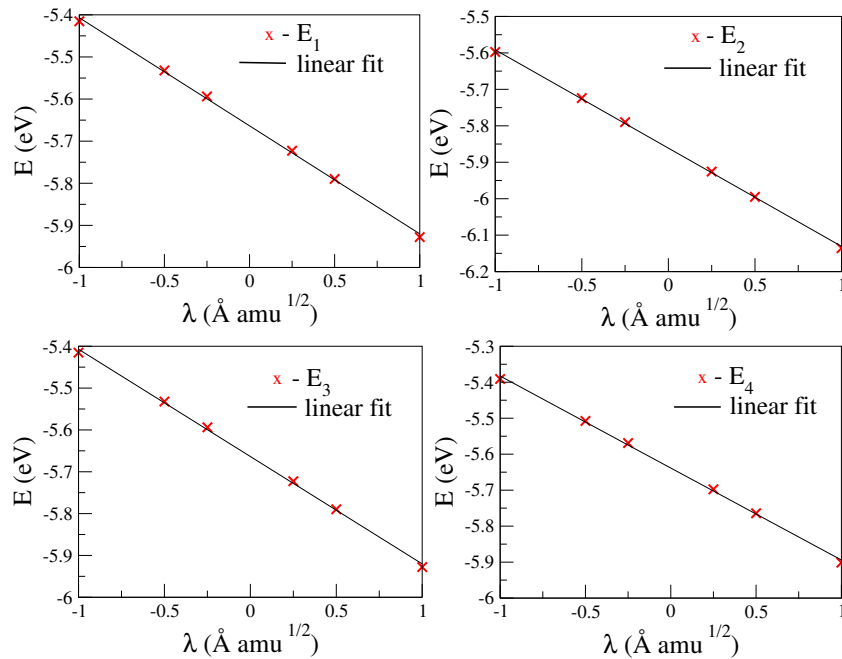 -5.4
-5.5
-5.6
-5.7
-5.8
-5.9
-6
E (eV)
x - E1
linear fit
-1 -0.5 0 0.5 1
λ (Å amu 1/2)
-5.5
-5.6
-5.7
-5.8
-5.9
-6
-6.1
-6.2
E (eV)
x - E2
linear fit
-1 -0.5 0 0.5 1
λ (Å amu 1/2)
-5.4
-5.5
-5.6
-5.7
-5.8
-5.9
-6
E (eV)
x - E3
linear fit
-1 -0.5 0 0.5 1
λ (Å amu 1/2)
-5.3
-5.4
-5.5
-5.6
-5.7
-5.8
-5.9
-6
E (eV)
x - E4
linear fit
-1 -0.5 0 0.5 1
λ (Å amu 1/2)